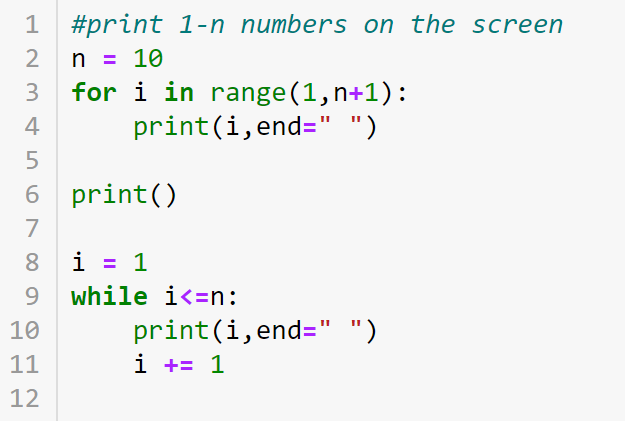 1 #print 1-n numbers on the screen
2 n = 10
3 for i in range(1,n+1):
4     print(i,end=" ")
5
6 print()
7
8 i = 1
9 while i<=n:
10     print(i,end=" ")
11     i += 1
12